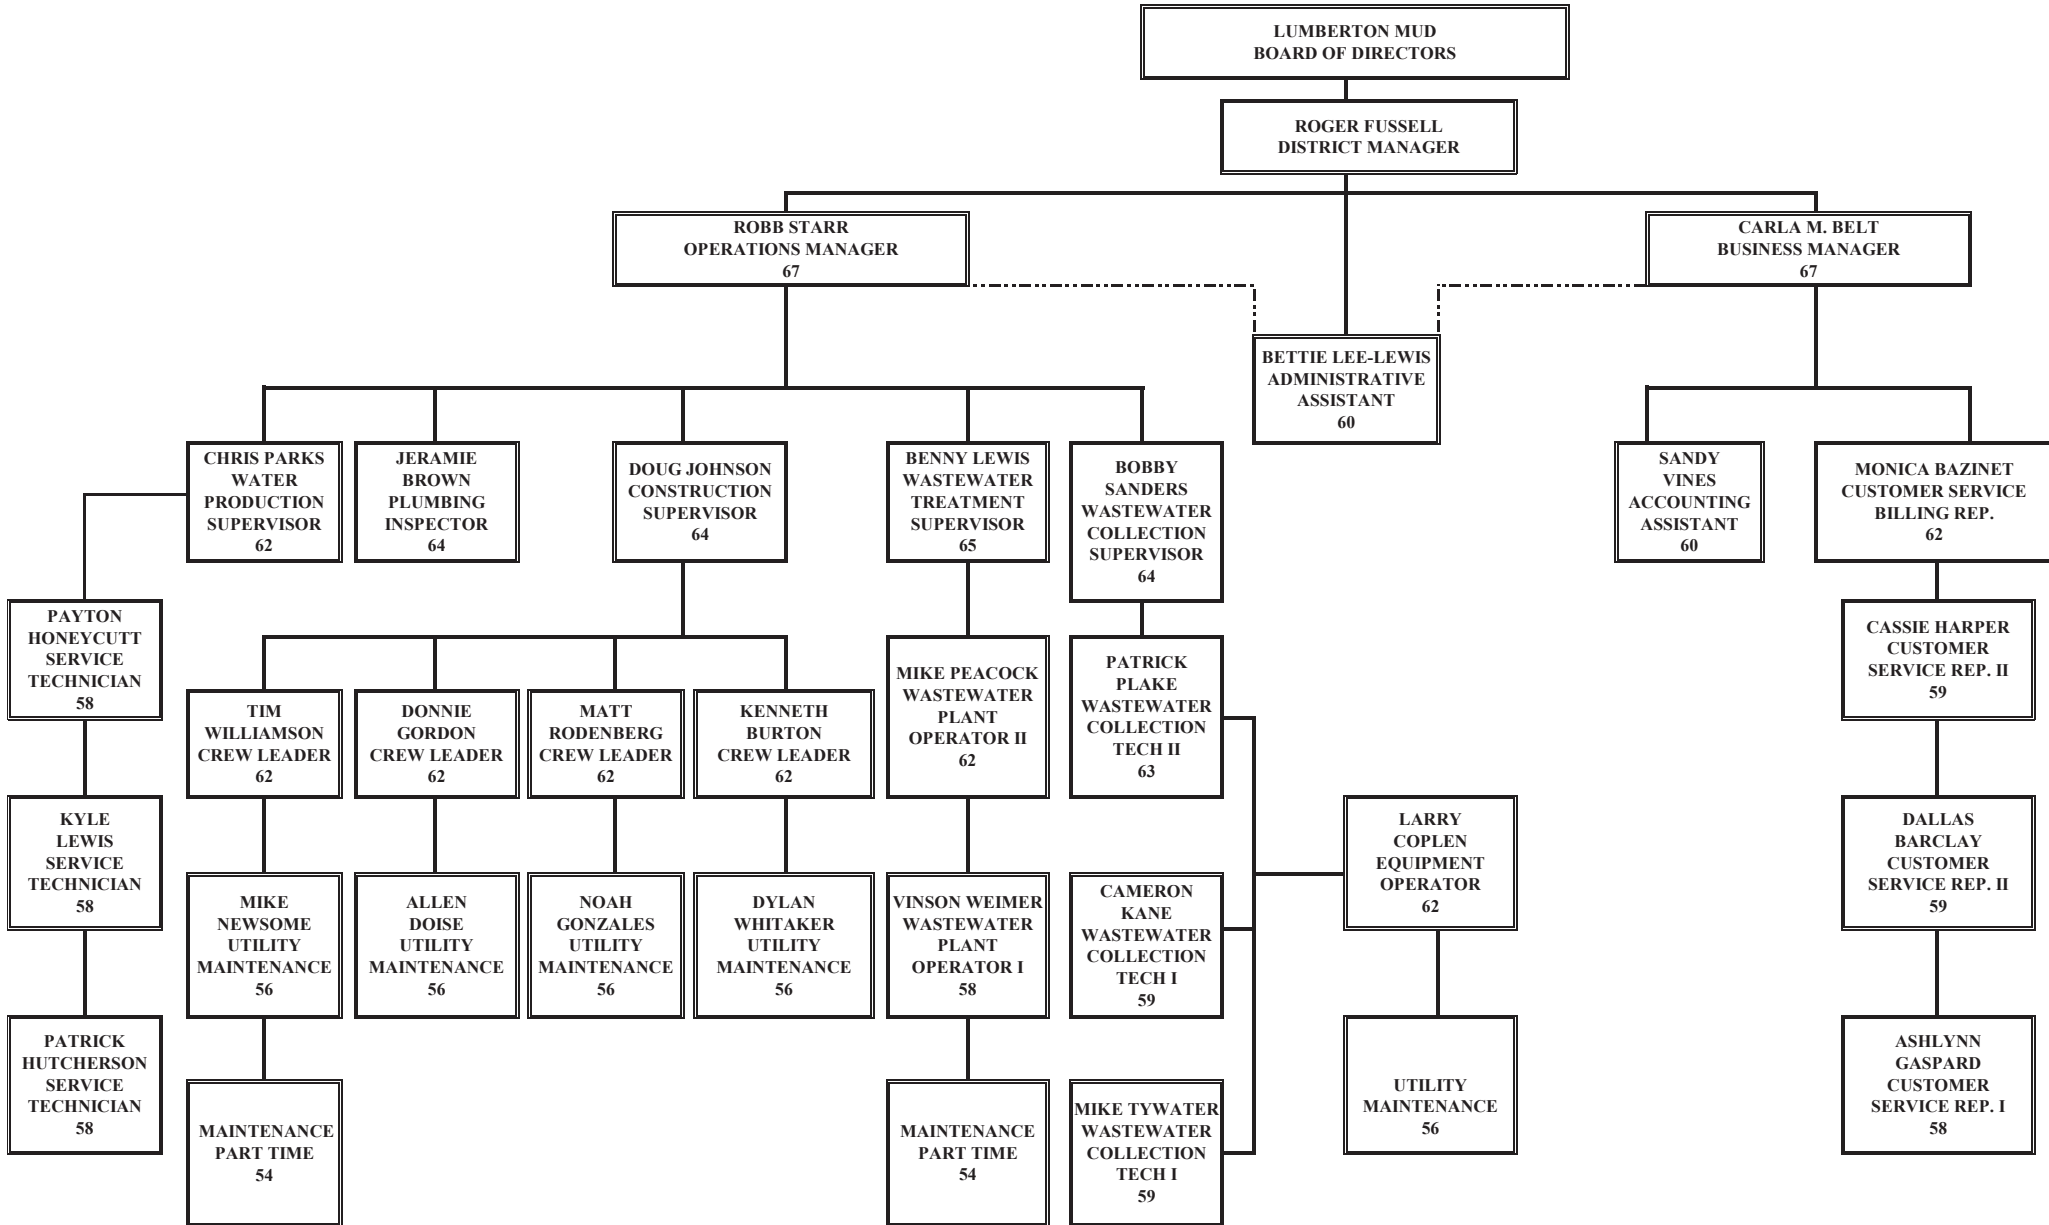 LUMBERTON MUD
BOARD OF DIRECTORS
ROGER FUSSELL
DISTRICT MANAGER
ROBB STARR
OPERATIONS MANAGER
67
CARLA M. BELT
BUSINESS MANAGER
67
BETTIE LEE-LEWIS
ADMINISTRATIVE
ASSISTANT
60
CHRIS PARKS
WATER
PRODUCTION
SUPERVISOR
62
JERAMIE
BROWN
PLUMBING
INSPECTOR
64
DOUG JOHNSON
CONSTRUCTION
SUPERVISOR
64
BENNY LEWIS
WASTEWATER
TREATMENT
SUPERVISOR
65
BOBBY
SANDERS
WASTEWATER
COLLECTION
SUPERVISOR
64
SANDY
VINES
ACCOUNTING
ASSISTANT
60
MONICA BAZINET
CUSTOMER SERVICE
BILLING REP.
62
PAYTON
HONEYCUTT
SERVICE
TECHNICIAN
58
TIM
WILLIAMSON
CREW LEADER
62
DONNIE
GORDON
CREW LEADER
62
MATT
RODENBERG
CREW LEADER
62
KENNETH
BURTON
CREW LEADER
62
MIKE PEACOCK
WASTEWATER
PLANT
OPERATOR II
62
PATRICK
PLAKE
WASTEWATER
COLLECTION
TECH II
63
CASSIE HARPER
CUSTOMER
SERVICE REP. II
59
KYLE
LEWIS
SERVICE
TECHNICIAN
58
MIKE
NEWSOME
UTILITY
MAINTENANCE
56
ALLEN
DOISE
UTILITY
MAINTENANCE
56
NOAH
GONZALES
UTILITY
MAINTENANCE
56
DYLAN
WHITAKER
UTILITY
MAINTENANCE
56
VINSON WEIMER
WASTEWATER
PLANT
OPERATOR I
58
CAMERON
KANE
WASTEWATER
COLLECTION
TECH I
59
LARRY
COPLEN
EQUIPMENT
OPERATOR
62
DALLAS
BARCLAY
CUSTOMER
SERVICE REP. II
59
PATRICK
HUTCHERSON
SERVICE
TECHNICIAN
58
MAINTENANCE
PART TIME
54
MAINTENANCE
PART TIME
54
MIKE TYWATER
WASTEWATER
COLLECTION
TECH I
59
UTILITY
MAINTENANCE
56
ASHLYNN
GASPARD
CUSTOMER
SERVICE REP. I
58